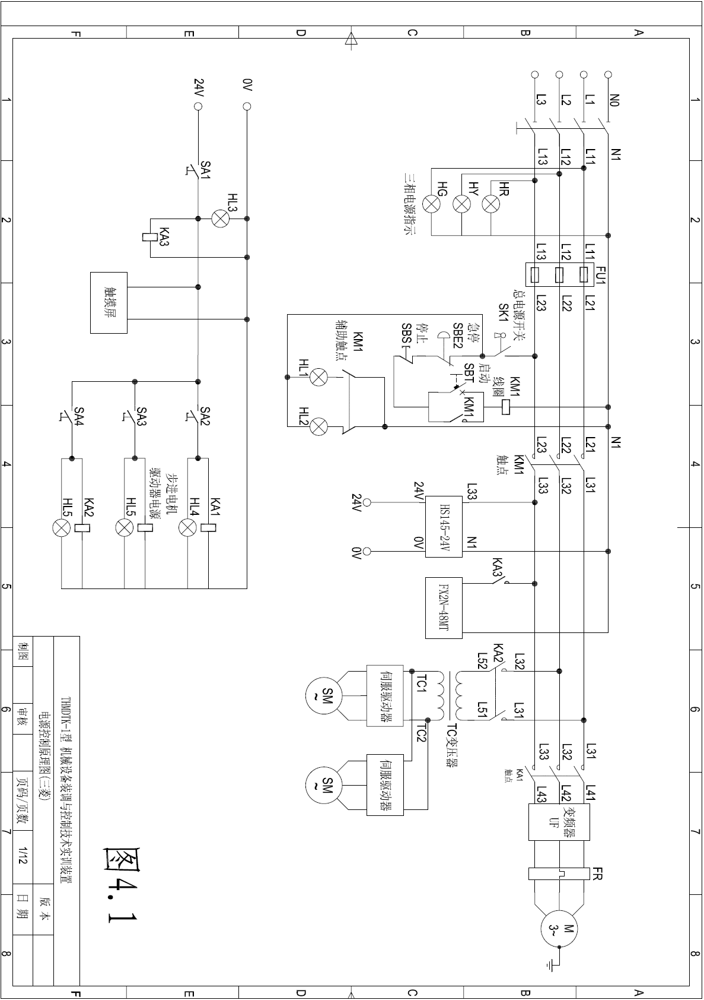 A
B
C
D
E
F
1
2
3
4
5
6
7
8
N0
L1
L2
L3
N1
L11
L12
L13
HR
HY
HG
三相电源指示
L11
L12
L13
FU1
L21
L22
L23
总电源开关
SK1
急停
SBE2
停止
SBS
启动
SBT
KM1
线圈
KM1
KM1
辅助触点
HL1
HL2
N1
L21
L22
L23
KM1
触点
L31
L32
L33
L33
N1
HS145-24V
24V
0V
24V
0V
KA3
FX2N-48MT
L32
L31
KA2
L52
L51
TC变压器
TC1
TC2
伺服驱动器
伺服驱动器
SM
~
SM
~
L31
L32
L33
KA1
触点
L41
L42
L43
变频器
UF
FR
M
3~
0V
24V
SA1
HL3
KA3
触摸屏
SA2
SA3
SA4
KA1
HL4
步进电机
驱动器电源
HL5
KA2
HL5
图4.1
THMDTK-1型 机械设备装调与控制技术实训装置
电源控制原理图(三菱)
版 本
制图
审核
页码/页数
1/12
日 期
1
2
3
4
5
6
7
8
A
B
C
D
E
F